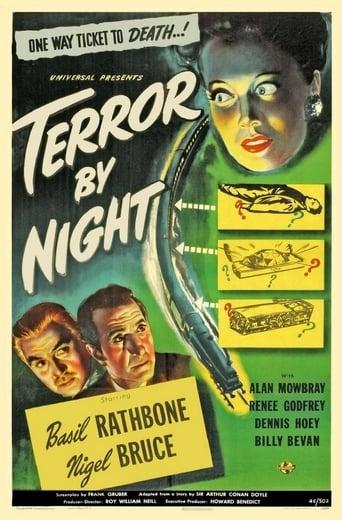 ONE WAY TICKET TO DEATH...!
UNIVERSAL PRESENTS
TERROR
BY
NIGHT
Starring
Basil RATHBONE
Nigel BRUCE
WITH
ALAN MOWBRAY
RENEE GODFREY
DENNIS HOEY
BILLY BEVAN
Screenplay by FRANK GRUBER Adapted from a story by SIR ARTHUR CONAN DOYLE
Producer-Director: ROY WILLIAM NEILL Executive Producer: HOWARD BENEDICT
46/502